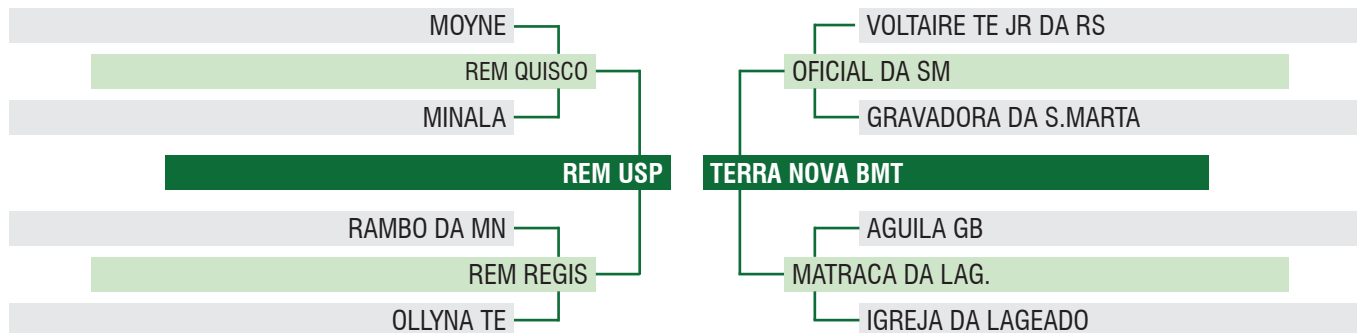 MOYNE
REM QUISCO
MINALA
REM USP
RAMBO DA MN
REM REGIS
OLLYNA TE
VOLTAIRE TE JR DA RS
OFICIAL DA SM
GRAVADORA DA S.MARTA
TERRA NOVA BMT
AGUILA GB
MATRACA DA LAG.
IGREJA DA LAGEADO